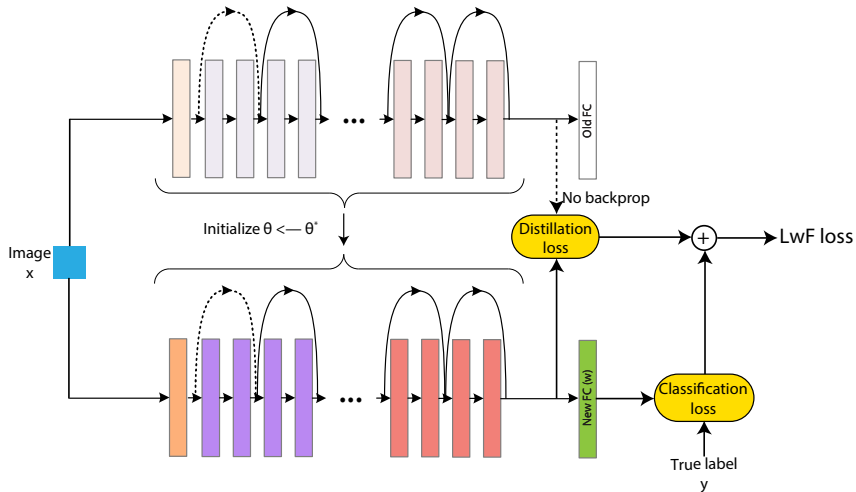 Old FC
No backprop
Initialize θ <— θ*
Distillation
loss
+
LwF loss
Image
x
...
...
New FC (w)
Classification
loss
True label
y